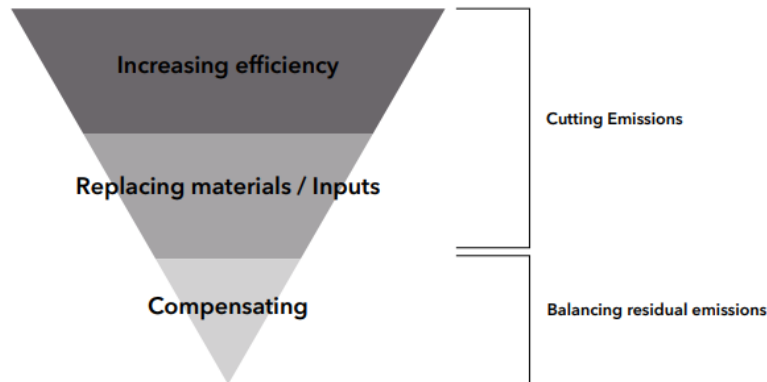 Increasing efficiency
Cutting Emissions
Replacing materials / Inputs
Compensating
Balancing residual emissions